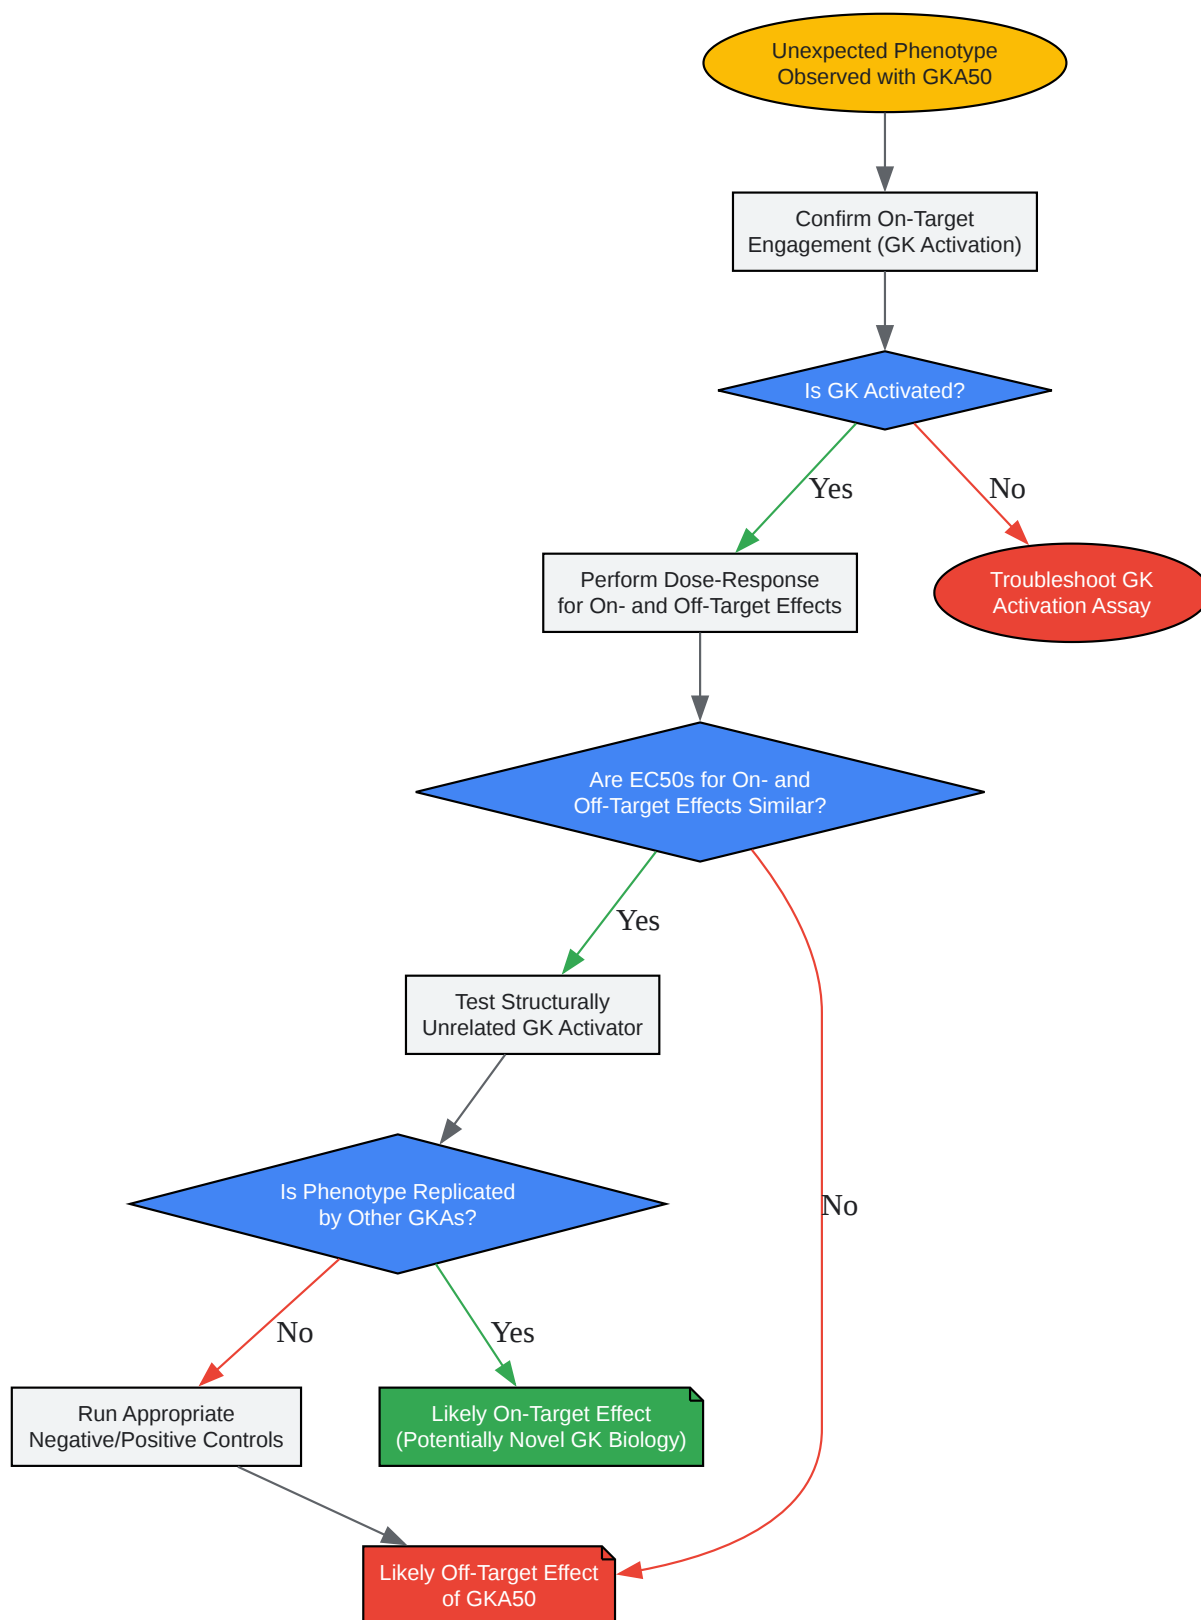 Unexpected Phenotype
Observed with GKA50
Confirm On-Target
Engagement (GK Activation)
Is GK Activated?
Yes
No
Perform Dose-Response
for On- and Off-Target Effects
Troubleshoot GK
Activation Assay
Are EC50s for On- and
Off-Target Effects Similar?
Yes
Test Structurally
Unrelated GK Activator
Is Phenotype Replicated
by Other GKAs?
No
No
Yes
Run Appropriate
Negative/Positive Controls
Likely On-Target Effect
(Potentially Novel GK Biology)
Likely Off-Target Effect
of GKA50